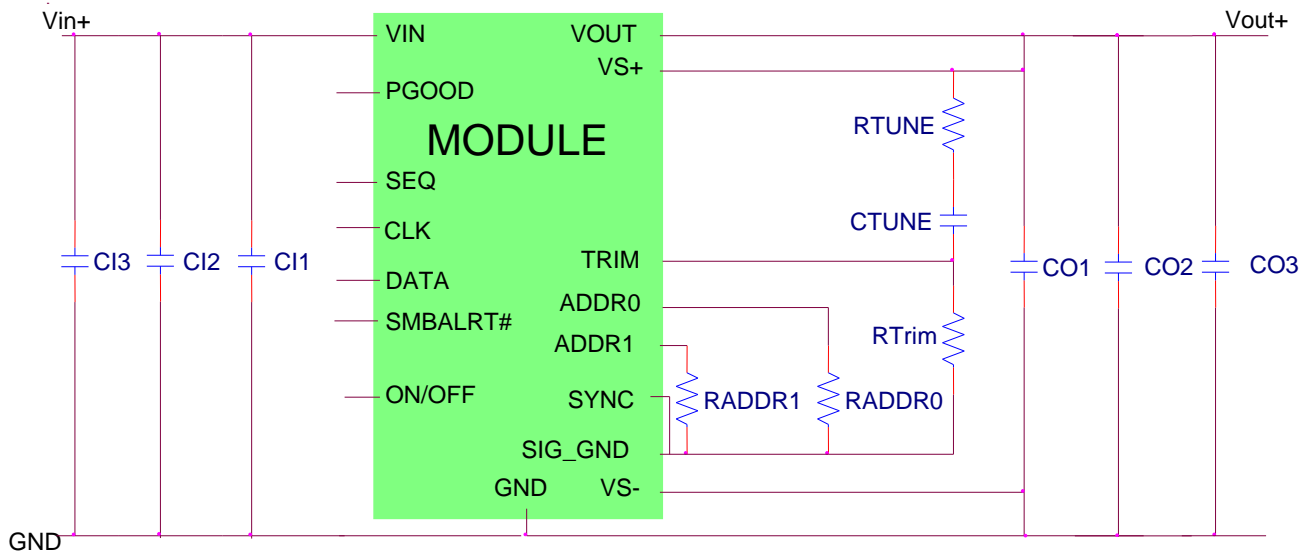 Vin+
VIN
VOUT
Vout+
VS+
PGOOD
RTUNE
MODULE
SEQ
CTUNE
CLK
CI3
CI2
CI1
TRIM
CO1
CO2
CO3
DATA
ADDR0
SMBALRT#
RTrim
ADDR1
ON/OFF
SYNC
RADDR1
RADDR0
SIG_GND
GND
VS-
GND